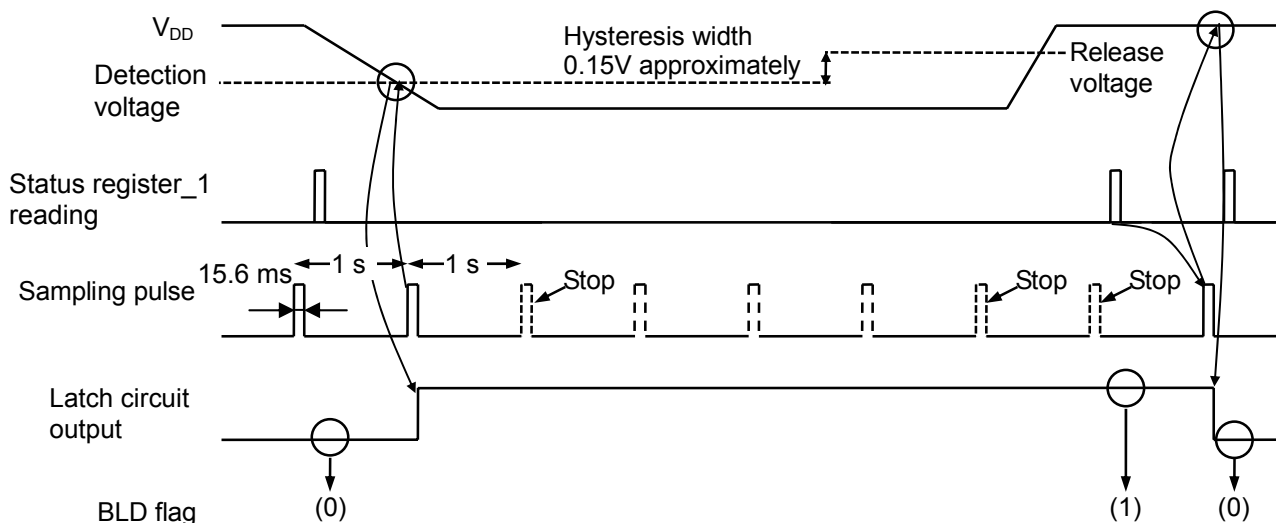 VDD
Hysteresis width
0.15V approximately
Detection
voltage
Release
voltage
Status register_1
reading
15.6 ms
1 s
1 s
Sampling pulse
Stop
Stop
Stop
Latch circuit
output
BLD flag
(0)
(1)
(0)